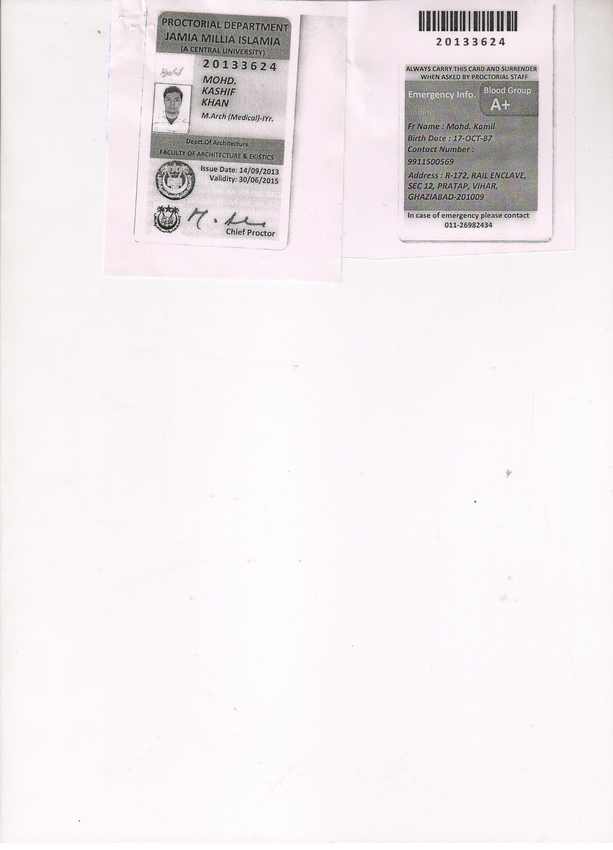 PROCTORIAL DEPARTMENT
JAMIA MILLIA ISLAMIA
(A CENTRAL UNIVERSITY)
20133624
MOHD.
KASHIF
KHAN
M.Arch (Medical)-IYr.
Deptt.Of Architecture
FACULTY OF ARCHITECTURE & EKISTICS
Issue Date: 14/09/2013
Validity: 30/06/2015
Chief Proctor
20133624
ALWAYS CARRY THIS CARD AND SURRENDER
WHEN ASKED BY PROCTORIAL STAFF
Emergency Info.
Blood Group
A+
Fr Name : Mohd. Kamil
Birth Date : 17-OCT-87
Contact Number :
9911500569
Address : R-172, RAIL ENCLAVE,
SEC 12, PRATAP, VIHAR,
GHAZIABAD-201009
In case of emergency please contact
011-26982434